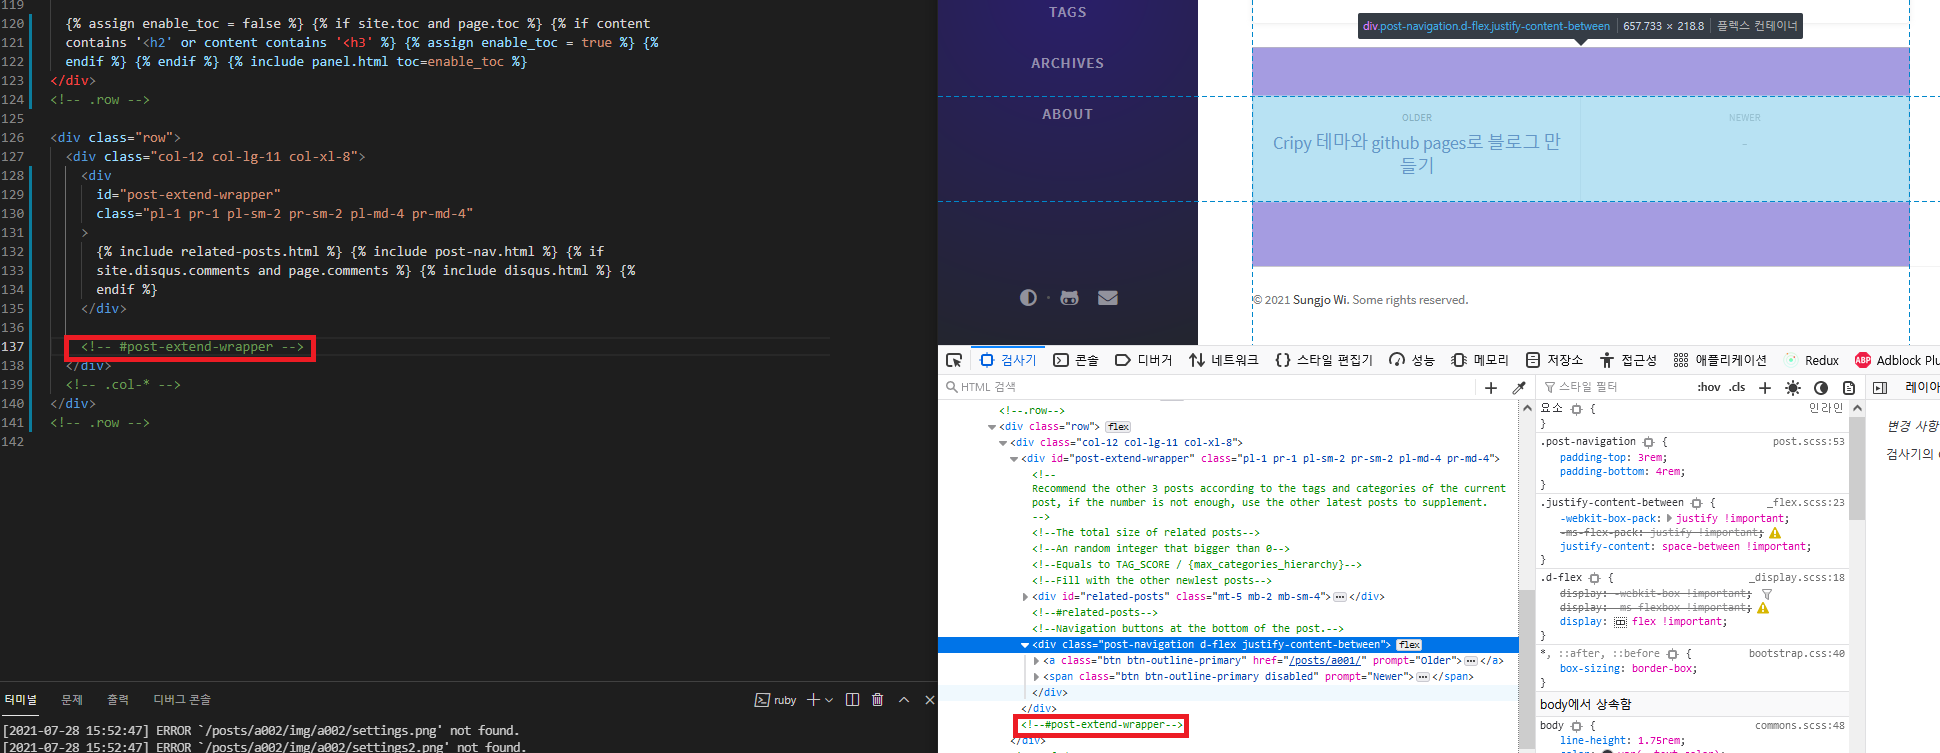 119
120 {% assign enable_toc = false %} {% if site.toc and page.toc %} {% if content
121 contains '<h2' or content contains '<h3' %} {% assign enable_toc = true %} {%
122 endif %} {% endif %} {% include panel.html toc=enable_toc %}
123 </div>
124 <!-- .row -->
125
126 <div class="row">
127 <div class="col-12 col-lg-11 col-xl-8">
128 <div
129 id="post-extend-wrapper"
130 class="pl-1 pr-1 pl-sm-2 pr-sm-2 pl-md-4 pr-md-4"
131 >
132 {% include related-posts.html %} {% include post-nav.html %} {% if
133 site.disqus.comments and page.comments %} {% include disqus.html %} {%
134 endif %}
135 </div>
136
137 <!-- #post-extend-wrapper -->
138 </div>
139 <!-- .col-* -->
140 </div>
141 <!-- .row -->
142
터미널 문제 출력 디버그 콘솔 ruby
[2021-07-28 15:52:47] ERROR `/posts/a002/img/a002/settings.png' not found.
[2021-07-28 15:52:47] ERROR `/posts/a002/img/a002/settings2.png' not found.
TAGS
ARCHIVES
ABOUT
div.post-navigation.d-flex.justify-content-between 657.733 × 218.8 플렉스 컨테이너
OLDER
Cripy 테마와 github pages로 블로그 만
들기
NEWER
-
© 2021 Sungjo Wi. Some rights reserved.
검사기 콘솔 디버거 네트워크 스타일 편집기 성능 메모리 저장소 접근성 애플리케이션 Redux Adblock Plu
HTML 검색
<!--.row-->
<div class="row"> flex
<div class="col-12 col-lg-11 col-xl-8">
<div id="post-extend-wrapper" class="pl-1 pr-1 pl-sm-2 pr-sm-2 pl-md-4 pr-md-4">
<!--
Recommend the other 3 posts according to the tags and categories of the current
post, if the number is not enough, use the other latest posts to supplement.
-->
<!--The total size of related posts-->
<!--An random integer that bigger than 0-->
<!--Equals to TAG_SCORE / {max_categories_hierarchy}-->
<!--Fill with the other newlest posts-->
<div id="related-posts" class="mt-5 mb-2 mb-sm-4"> </div>
<!--#related-posts-->
<!--Navigation buttons at the bottom of the post.-->
<div class="post-navigation d-flex justify-content-between"> flex
<a class="btn btn-outline-primary" href="/posts/a001/" prompt="Older"> </a>
<span class="btn btn-outline-primary disabled" prompt="Newer"> </span>
</div>
</div>
<!--#post-extend-wrapper-->
</div>
스타일 필터 :hov .cls
요소 { 인라인
}
.post-navigation { post.scss:53
padding-top: 3rem;
padding-bottom: 4rem;
}
.justify-content-between { _flex.scss:23
-webkit-box-pack: justify !important;
-ms-flex-pack: justify !important;
justify-content: space-between !important;
}
.d-flex { _display.scss:18
display: -webkit-box !important;
display: -ms-flexbox !important;
display: flex !important;
}
*, ::after, ::before { bootstrap.css:40
box-sizing: border-box;
}
body에서 상속함
body { commons.scss:48
line-height: 1.75rem;
레이아
변경 사항
검사기의